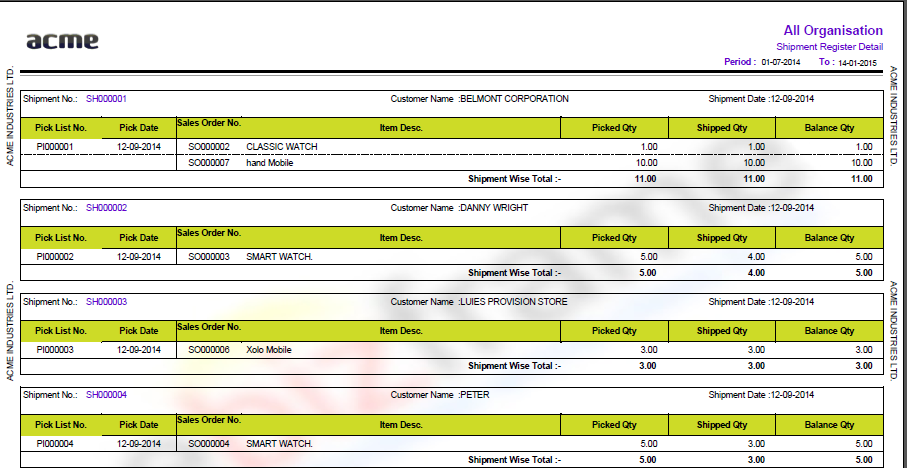 acme
All Organisation
Shipment Register Detail
Period : 01-07-2014 To : 14-01-2015
ACME INDUSTRIES LTD.
ACME INDUSTRIES LTD.
Shipment No.: SH000001 Customer Name :BELMONT CORPORATION Shipment Date :12-09-2014
Pick List No. Pick Date Sales Order No. Item Desc. Picked Qty Shipped Qty Balance Qty
PI000001 12-09-2014 SO000002 CLASSIC WATCH 1.00 1.00 1.00
SO000007 hand Mobile 10.00 10.00 10.00
Shipment Wise Total :- 11.00 11.00 11.00
Shipment No.: SH000002 Customer Name :DANNY WRIGHT Shipment Date :12-09-2014
Pick List No. Pick Date Sales Order No. Item Desc. Picked Qty Shipped Qty Balance Qty
PI000002 12-09-2014 SO000003 SMART WATCH. 5.00 4.00 5.00
Shipment Wise Total :- 5.00 4.00 5.00
ACME INDUSTRIES LTD.
ACME INDUSTRIES LTD.
Shipment No.: SH000003 Customer Name :LUIES PROVISION STORE Shipment Date :12-09-2014
Pick List No. Pick Date Sales Order No. Item Desc. Picked Qty Shipped Qty Balance Qty
PI000003 12-09-2014 SO000006 Xolo Mobile 3.00 3.00 3.00
Shipment Wise Total :- 3.00 3.00 3.00
Shipment No.: SH000004 Customer Name :PETER Shipment Date :12-09-2014
Pick List No. Pick Date Sales Order No. Item Desc. Picked Qty Shipped Qty Balance Qty
PI000004 12-09-2014 SO000004 SMART WATCH. 5.00 3.00 5.00
Shipment Wise Total :- 5.00 3.00 5.00